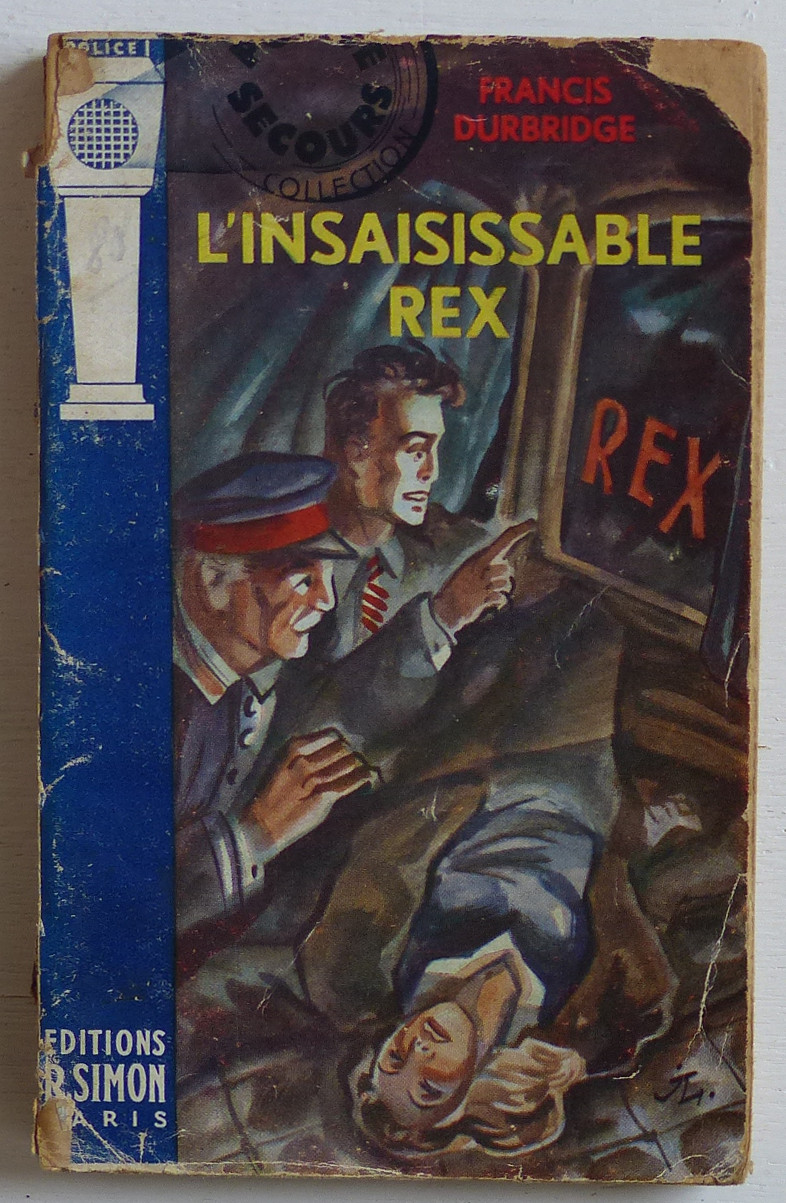 POLICE
SECOURS
COLLECTION
FRANCIS
DURBRIDGE
L'INSAISISSABLE
REX
REX
EDITIONS
R. SIMON
PARIS